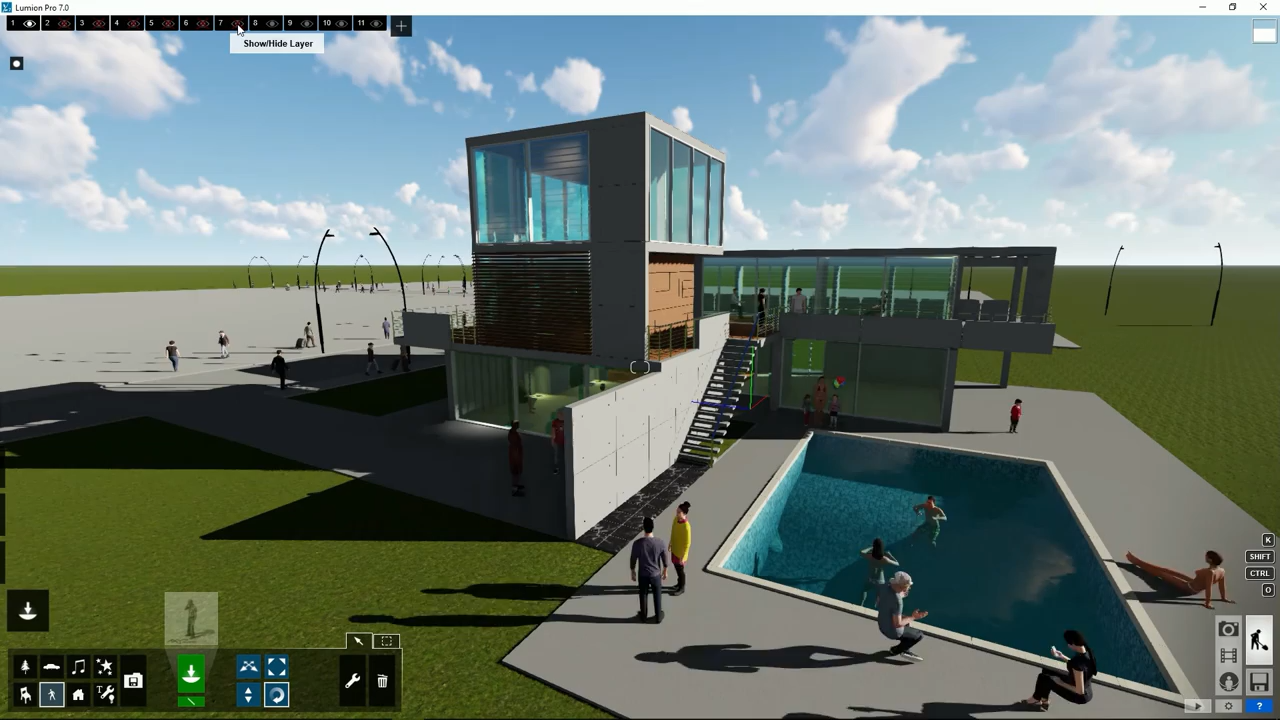 Lumion Pro 7.0
1 2 3 4 5 6 7 8 9 10 11 +
Show/Hide Layer
K
SHIFT
CTRL
O
?